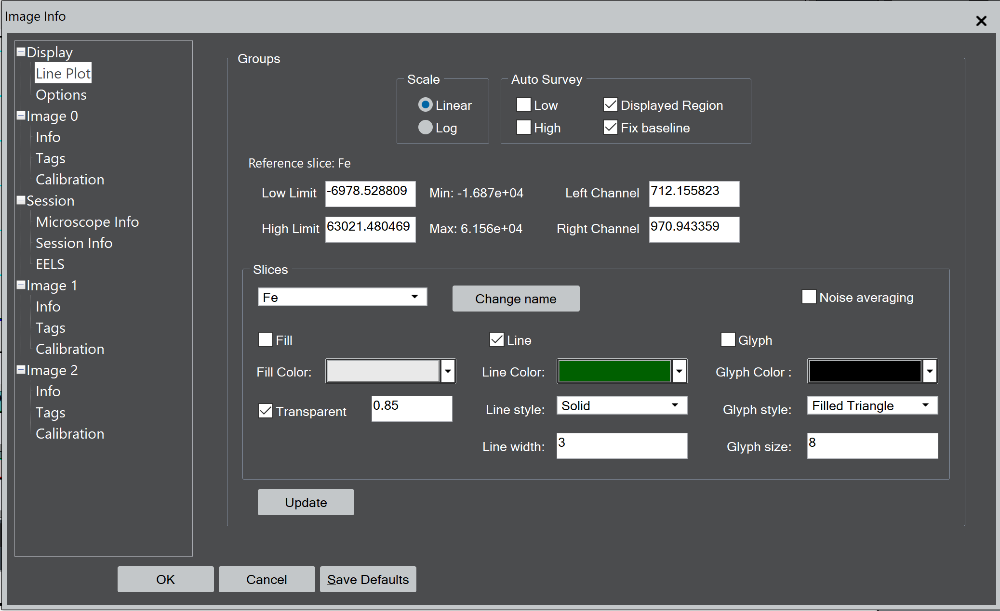 Image Info
Display
Line Plot
Options
Image 0
Info
Tags
Calibration
Session
Microscope Info
Session Info
EELS
Image 1
Info
Tags
Calibration
Image 2
Info
Tags
Calibration
Groups
Scale
Linear
Log
Auto Survey
Low
Displayed Region
High
Fix baseline
Reference slice: Fe
Low Limit -6978.528809 Min: -1.687e+04 Left Channel 712.155823
High Limit 63021.480469 Max: 6.156e+04 Right Channel 970.943359
Slices
Fe Change name Noise averaging
Fill Line Glyph
Fill Color: Line Color: Glyph Color :
Transparent 0.85 Line style: Solid Glyph style: Filled Triangle
Line width: 3 Glyph size: 8
Update
OK Cancel Save Defaults